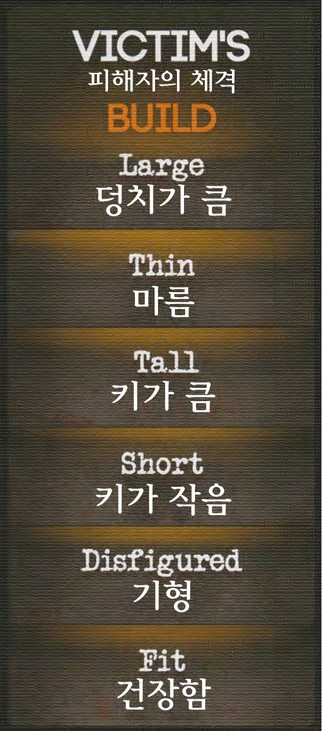 VICTIM'S
피해자의 체격
BUILD
Large
덩치가 큼
Thin
마름
Tall
키가 큼
Short
키가 작음
Disfigured
기형
Fit
건장함